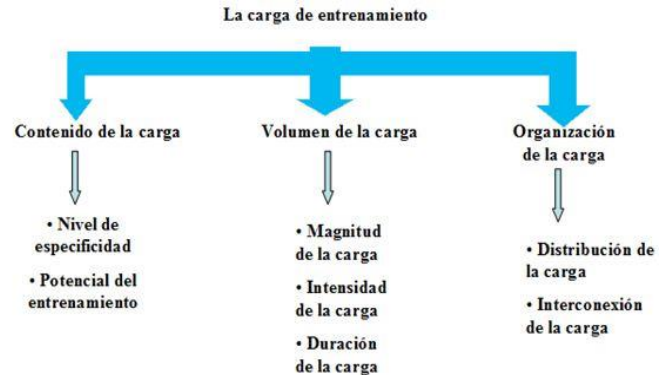 La carga de entrenamiento
Contenido de la carga
• Nivel de
especificidad
• Potencial del
entrenamiento
Volumen de la carga
• Magnitud
de la carga
• Intensidad
de la carga
• Duración
de la carga
Organización
de la carga
• Distribución de
la carga
• Interconexión
de la carga